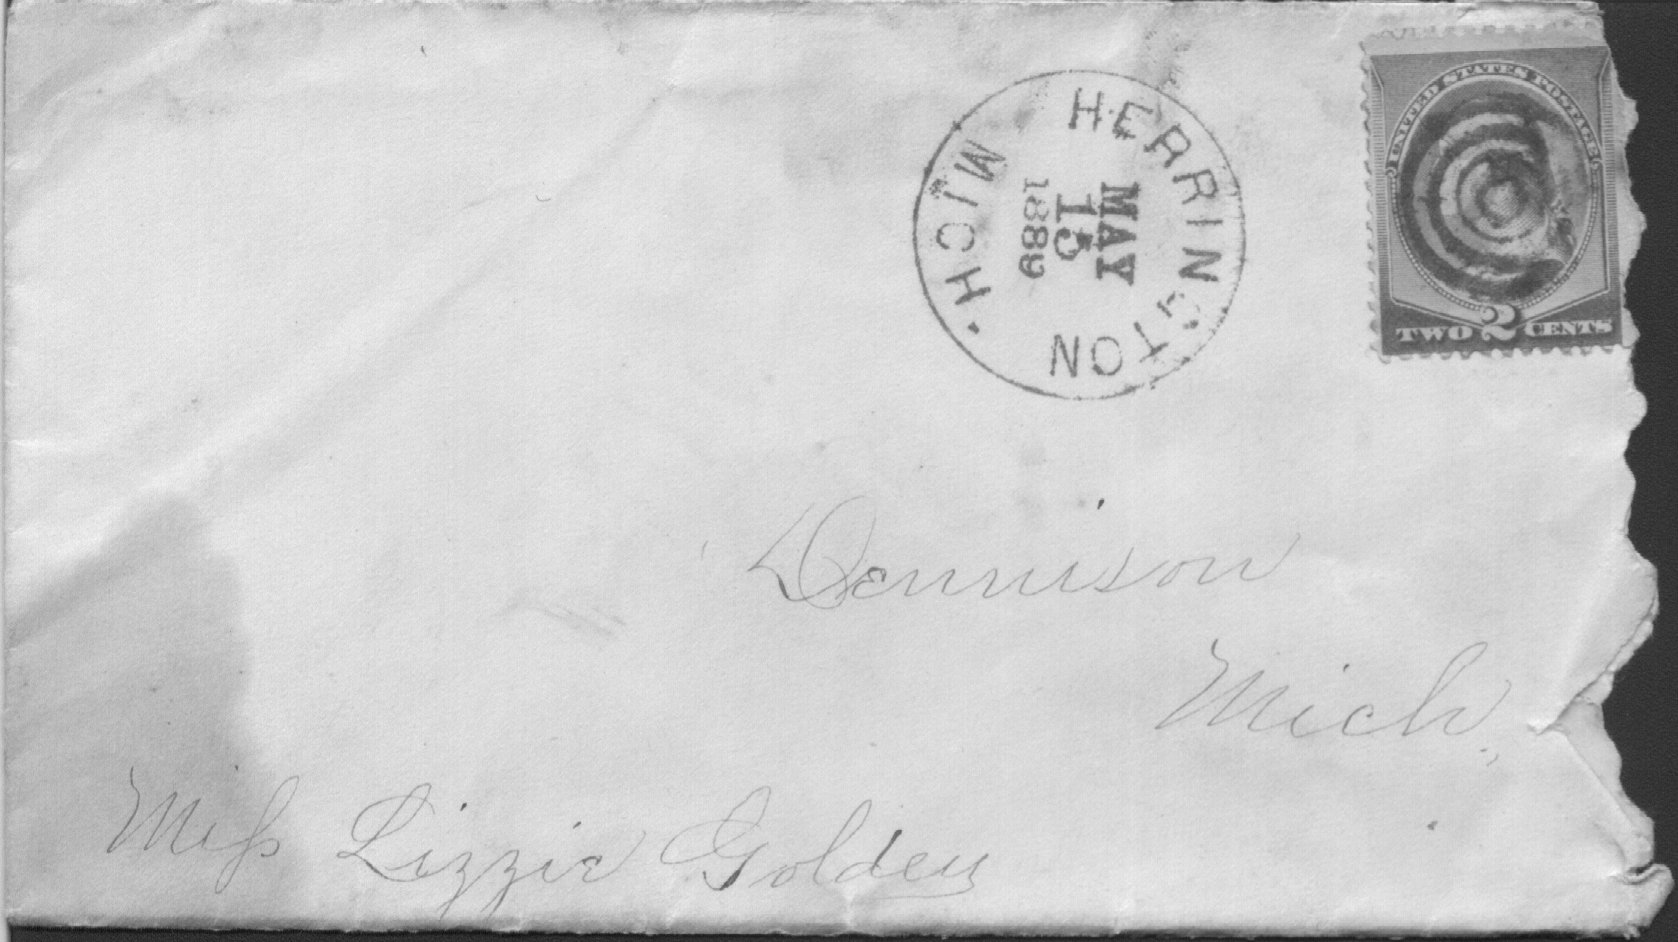 HERRINGTON · MICH
MAY
15
1889
UNITED STATES POSTAGE
TWO 2 CENTS
Dennison
Mich.
Miss Lizzie Golden